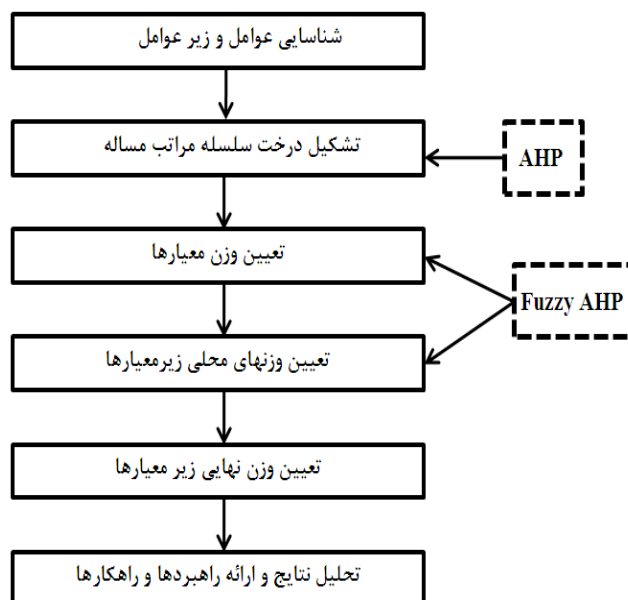 شناسایی عوامل و زیر عوامل
تشکیل درخت سلسله مراتب مساله
AHP
تعیین وزن معیارها
Fuzzy AHP
تعیین وزنهای محلی زیرمعیارها
تعیین وزن نهایی زیر معیارها
تحلیل نتایج و ارائه راهبردها و راهکارها